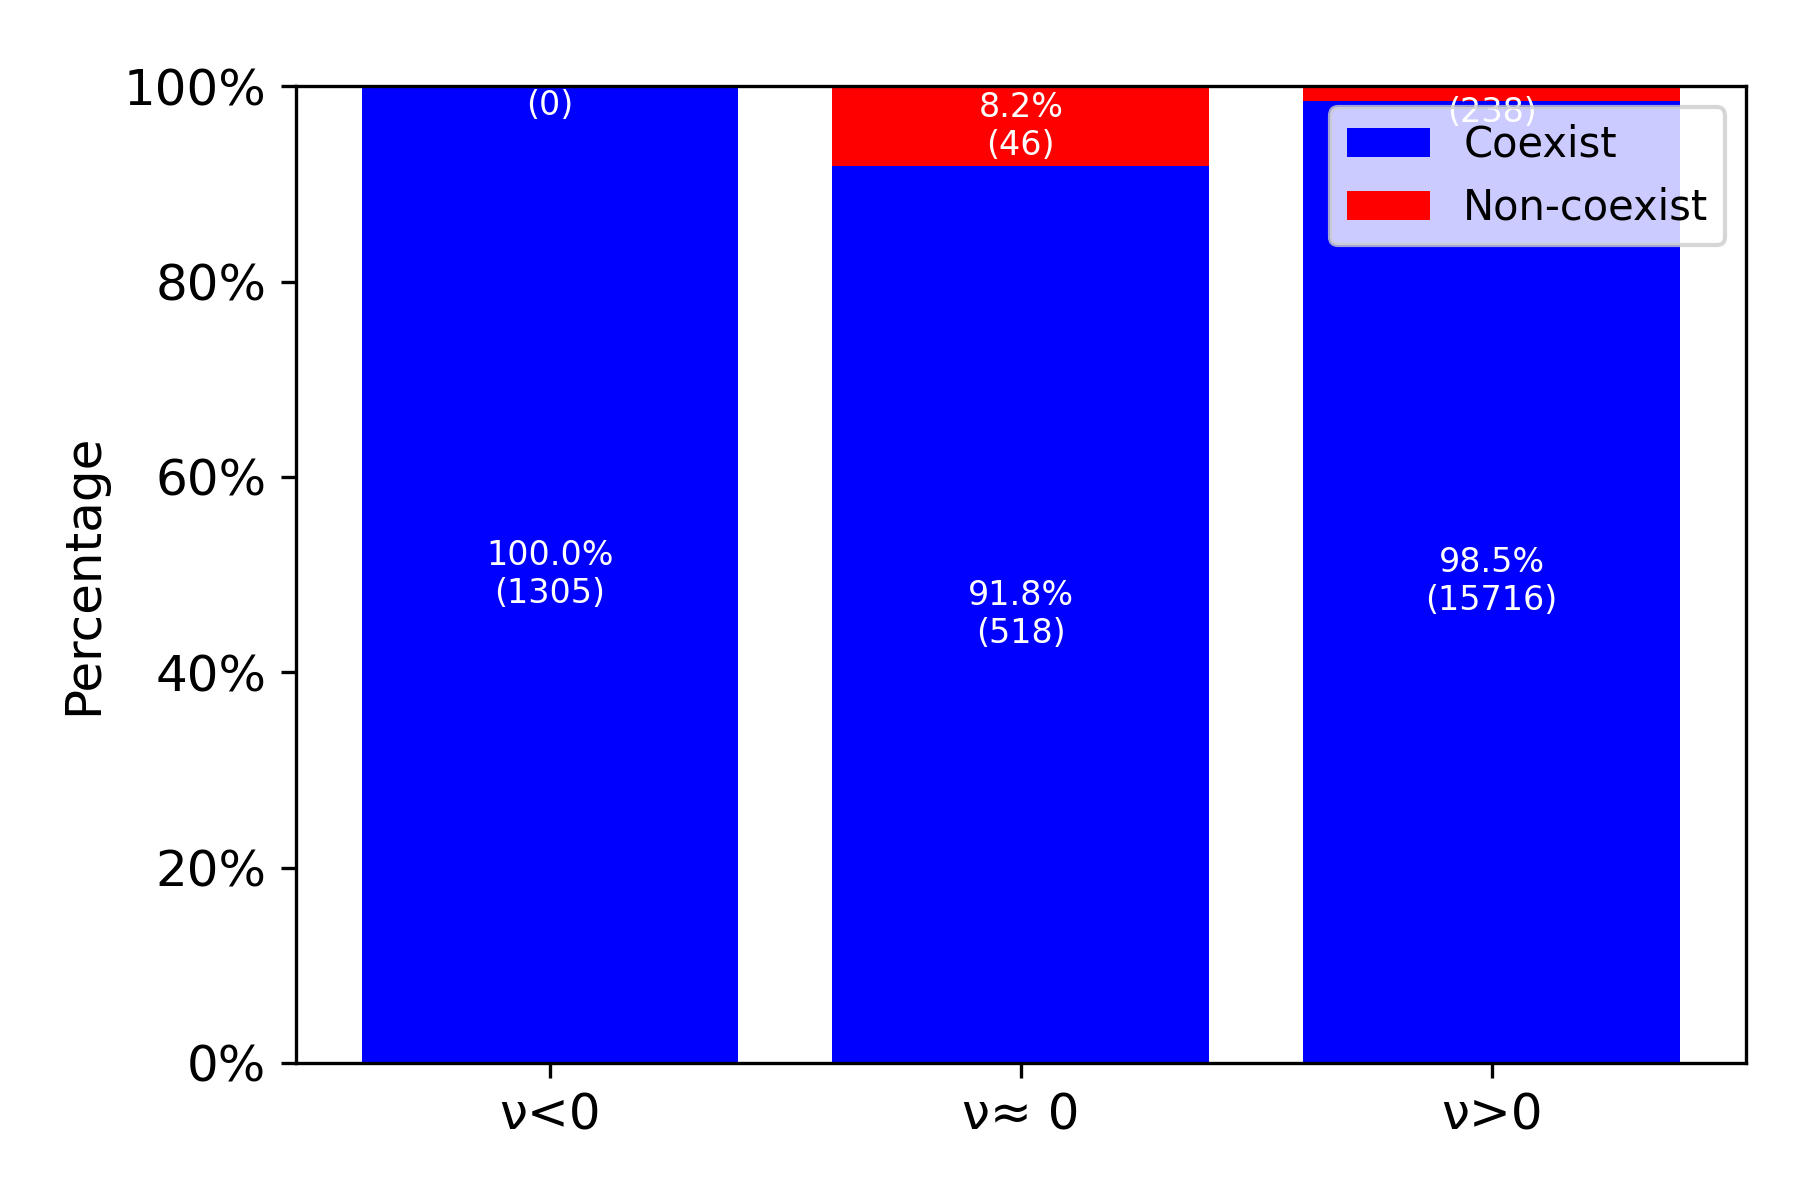 100%
80%
60%
40%
20%
0%
Percentage
(0)
100.0%
(1305)
8.2%
(46)
91.8%
(518)
(238)
98.5%
(15716)
Coexist
Non-coexist
ν<0
ν≈ 0
ν>0